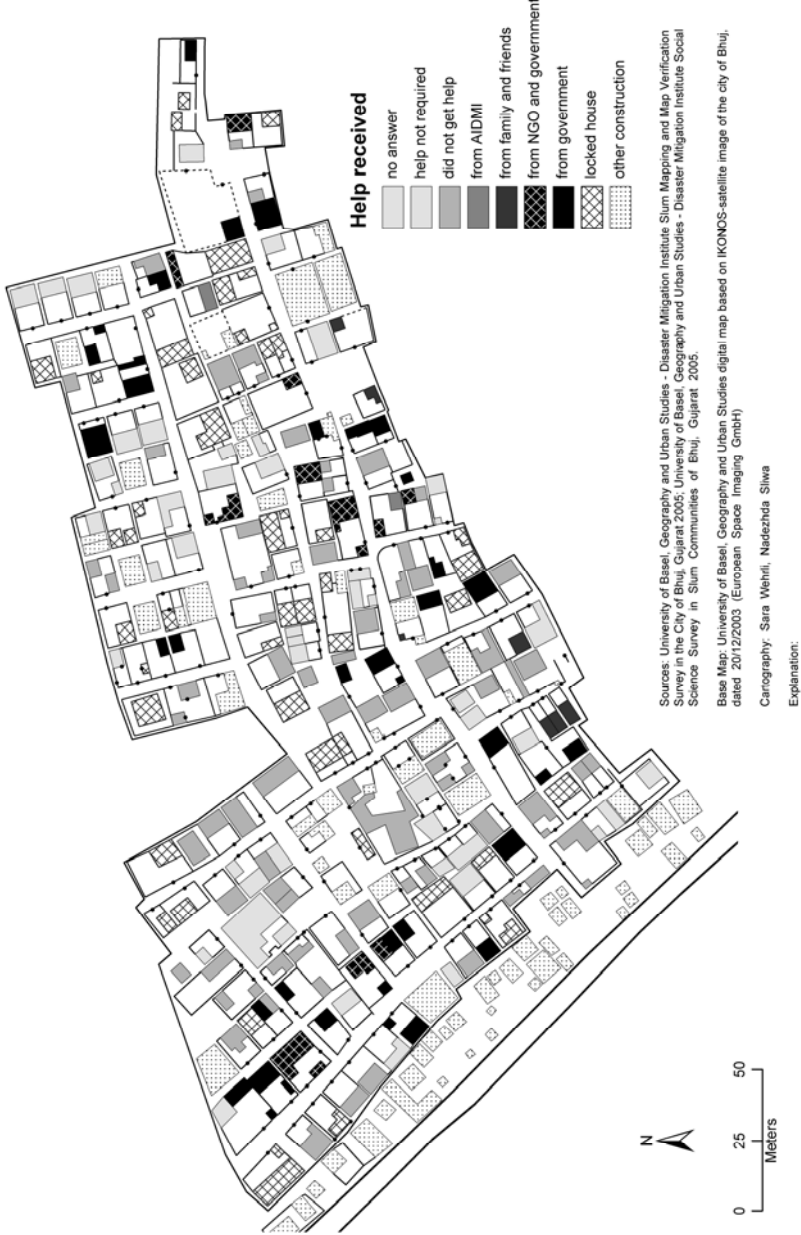 Help received
no answer
help not required
did not get help
from AIDMI
from family and friends
from NGO and government
from government
locked house
other construction
Sources: University of Basel, Geography and Urban Studies - Disaster Mitigation Institute Slum Mapping and Map Verification
Survey in the City of Bhuj, Gujarat 2005; University of Basel, Geography and Urban Studies - Disaster Mitigation Institute Social
Science Survey in Slum Communities of Bhuj, Gujarat 2005.
Base Map: University of Basel, Geography and Urban Studies digital map based on IKONOS-satellite image of the city of Bhuj,
dated 20/12/2003 (European Space Imaging GmbH)
Cartography: Sara Wehrli, Nadezhda Sliwa
Explanation:
N
0 25 50
Meters